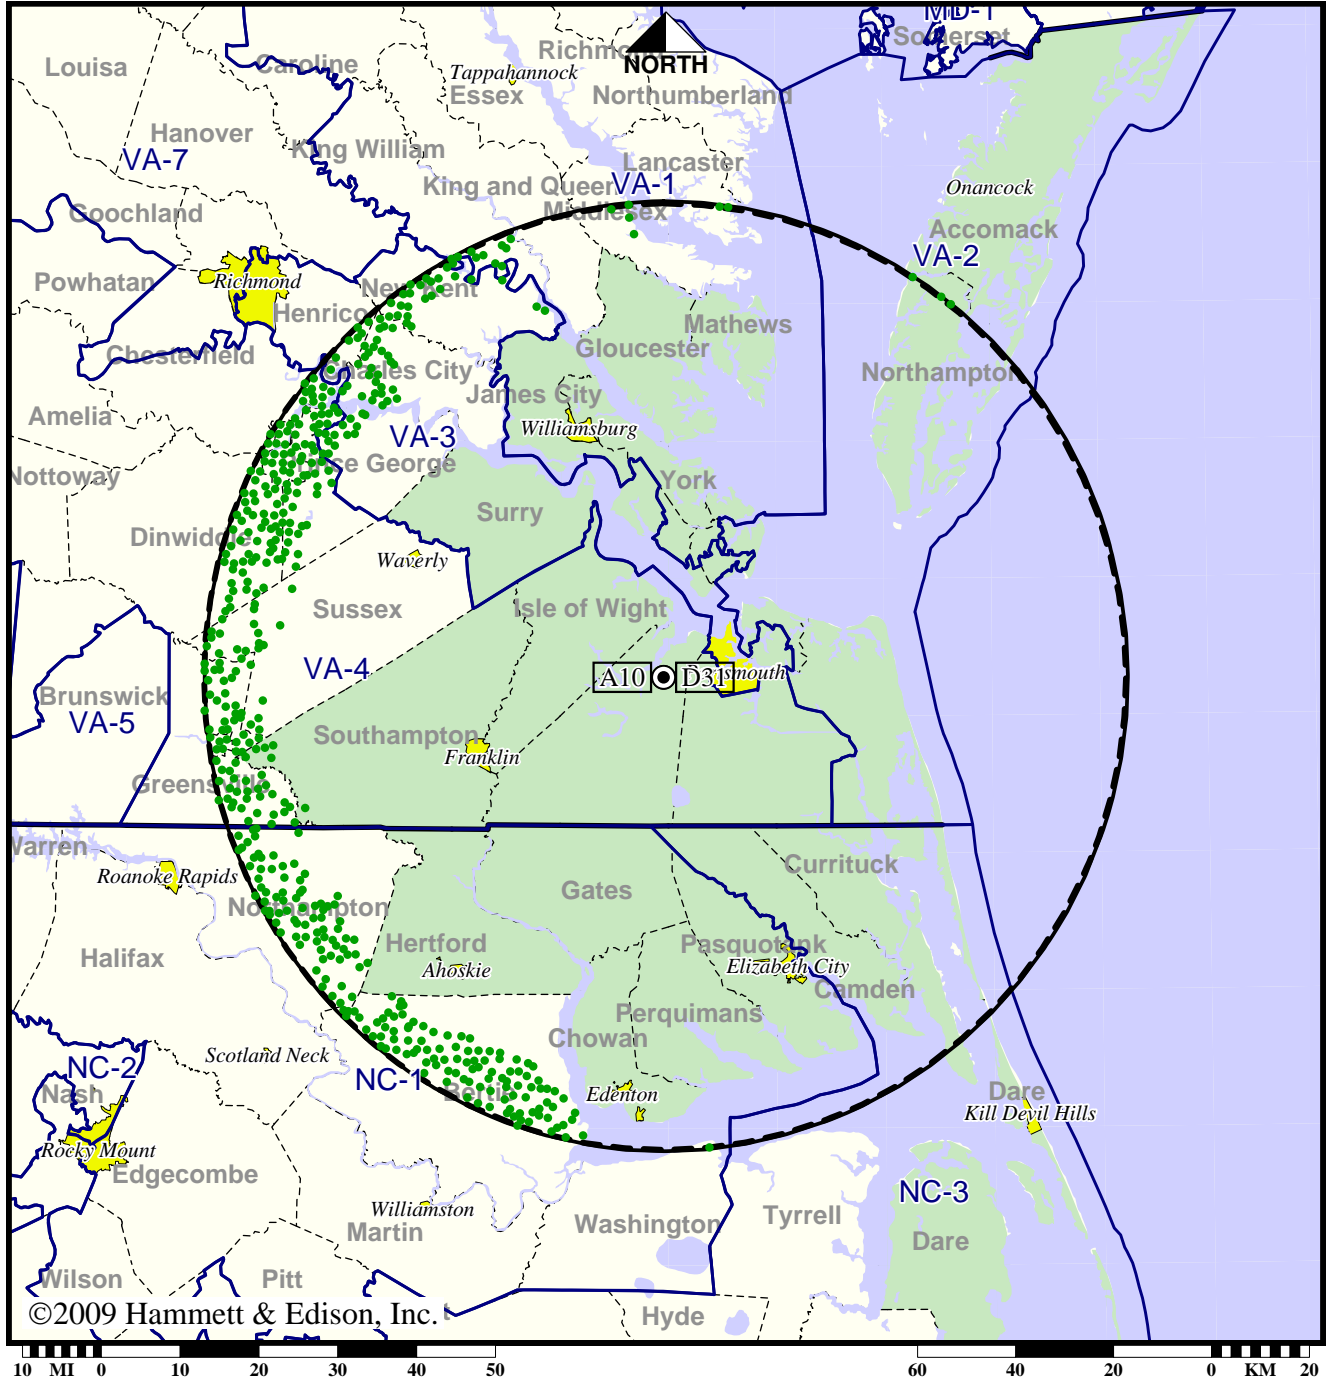 MD-1
Louisa
Caroline
Richmond
Somerset
NORTH
Tappahannock
Essex
Northumberland
Hanover
VA-7
King William
Lancaster
King and Queen
VA-1
Onancock
Goochland
Middlesex
Accomack
VA-2
Powhatan
Richmond
New Kent
Henrico
Mathews
Chesterfield
Gloucester
Charles City
James City
Northampton
Amelia
Williamsburg
VA-3
Prince George
Nottoway
York
Surry
Dinwiddie
Waverly
Sussex
Isle of Wight
VA-4
A10
D31
smouth
Brunswick
VA-5
Southampton
Franklin
Greensville
Warren
Currituck
Roanoke Rapids
Gates
Northampton
Hertford
Pasquotank
Halifax
Ahoskie
Elizabeth City
Camden
Perquimans
Chowan
Scotland Neck
NC-2
NC-1
Nash
Bertie
Edenton
Dare
Kill Devil Hills
Rocky Mount
Edgecombe
NC-3
Williamston
Martin
Washington
Tyrrell
Dare
Wilson
Pitt
©2009 Hammett & Edison, Inc.
Hyde
10 MI 0 10 20 30 40 50
60 40 20 0 KM 20